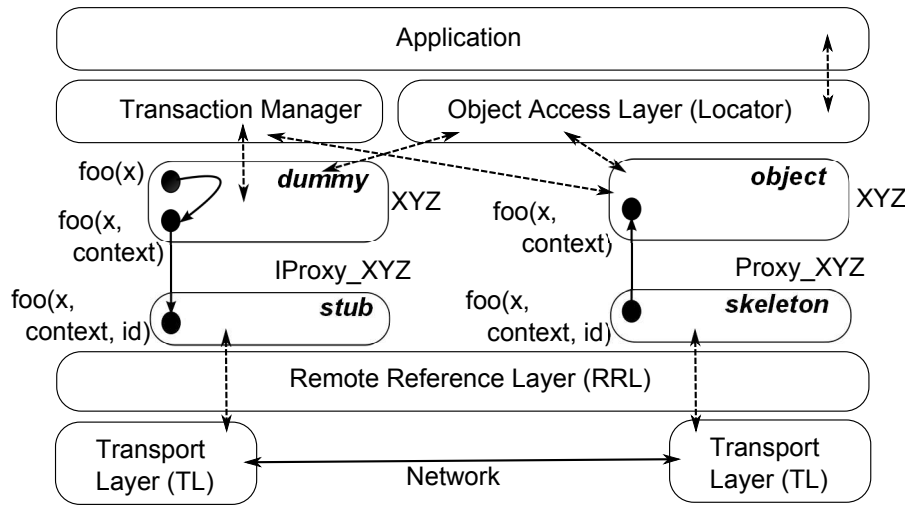 Application
Transaction Manager
Object Access Layer (Locator)
foo(x)
dummy
XYZ
foo(x,
context)
object
XYZ
foo(x,
context)
IProxy_XYZ
Proxy_XYZ
foo(x,
context, id)
stub
foo(x,
context, id)
skeleton
Remote Reference Layer (RRL)
Transport
Layer (TL)
Network
Transport
Layer (TL)